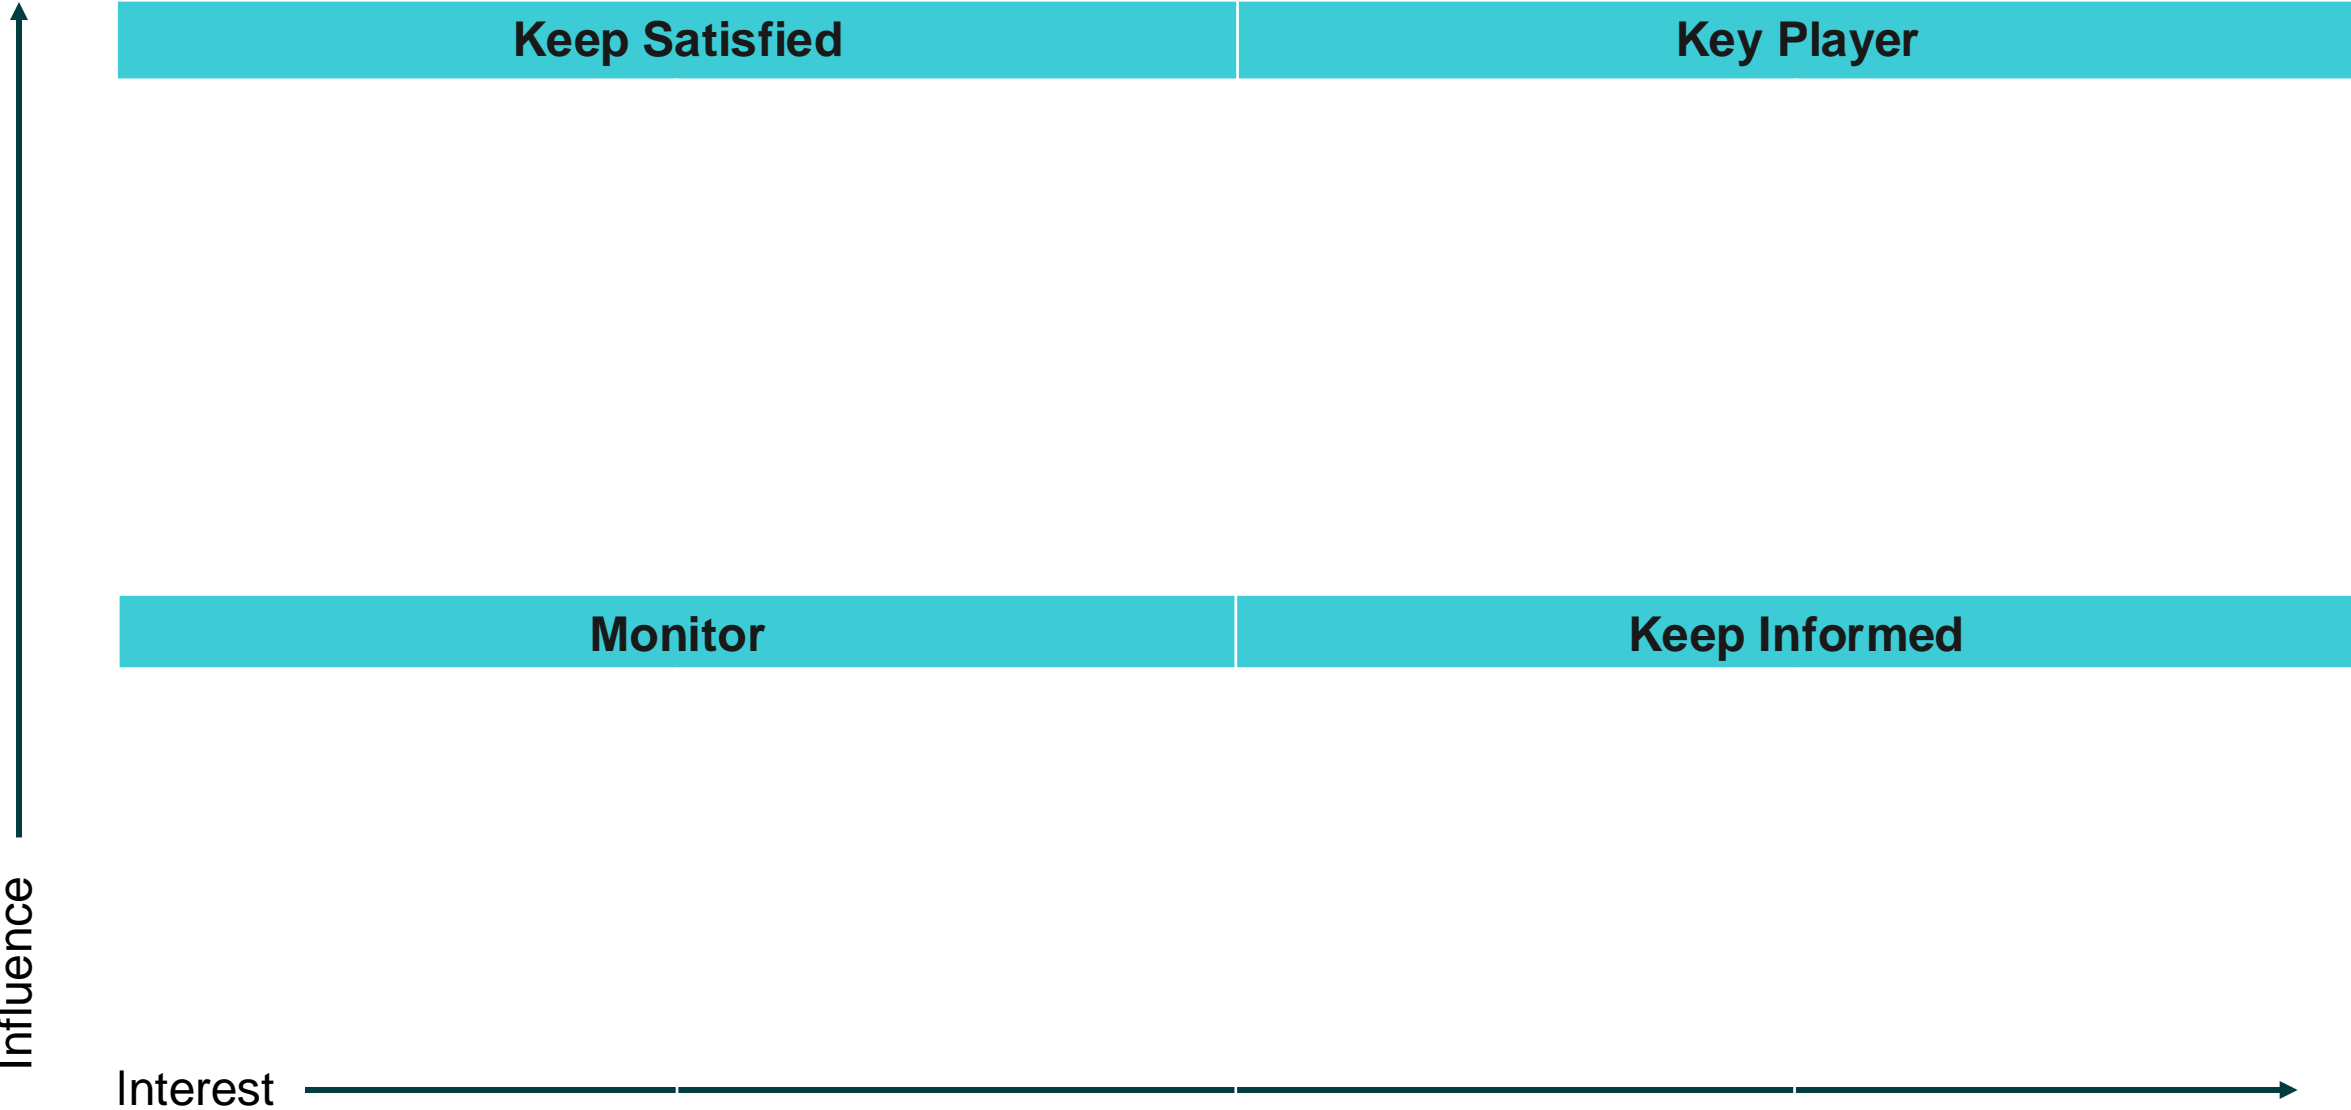 Keep Satisfied
Key Player
Monitor
Keep Informed
Influence
Interest